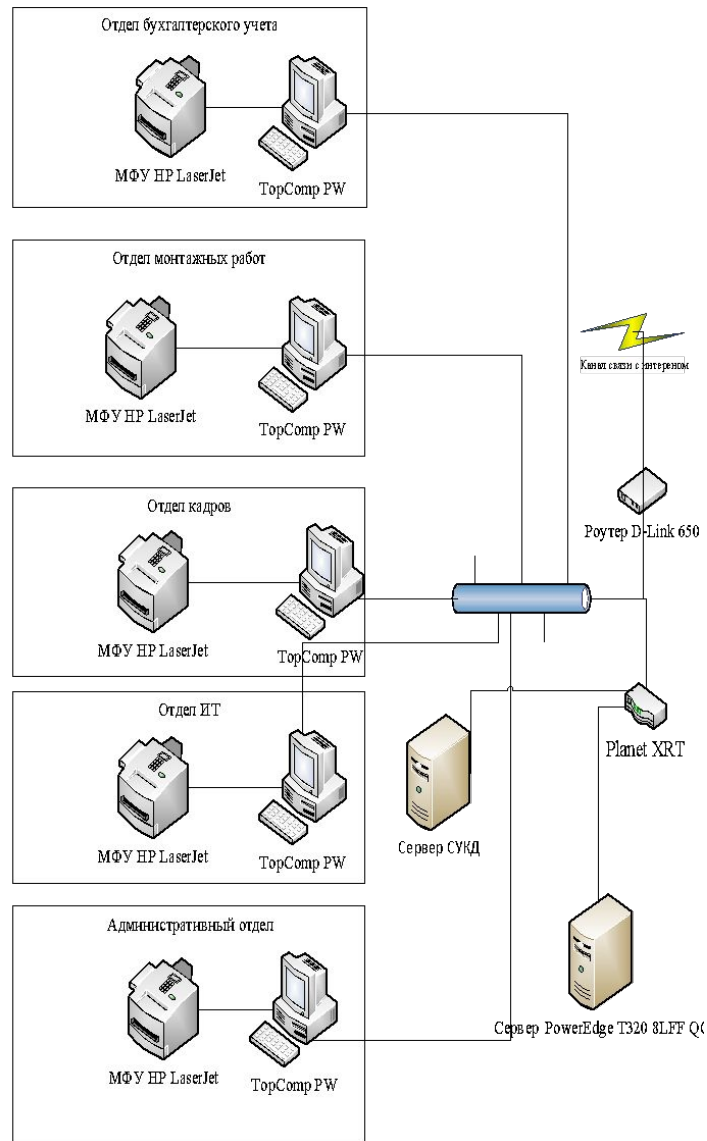 Отдел бухгалтерского учета
МФУ HP LaserJet
TopComp PW
Отдел монтажных работ
МФУ HP LaserJet
TopComp PW
Канал связи с интереном
Роутер D-Link 650
Отдел кадров
МФУ HP LaserJet
TopComp PW
Отдел ИТ
МФУ HP LaserJet
TopComp PW
Planet XRT
Сервер СУКД
Административный отдел
МФУ HP LaserJet
TopComp PW
Сервер PowerEdge T320 8LFF